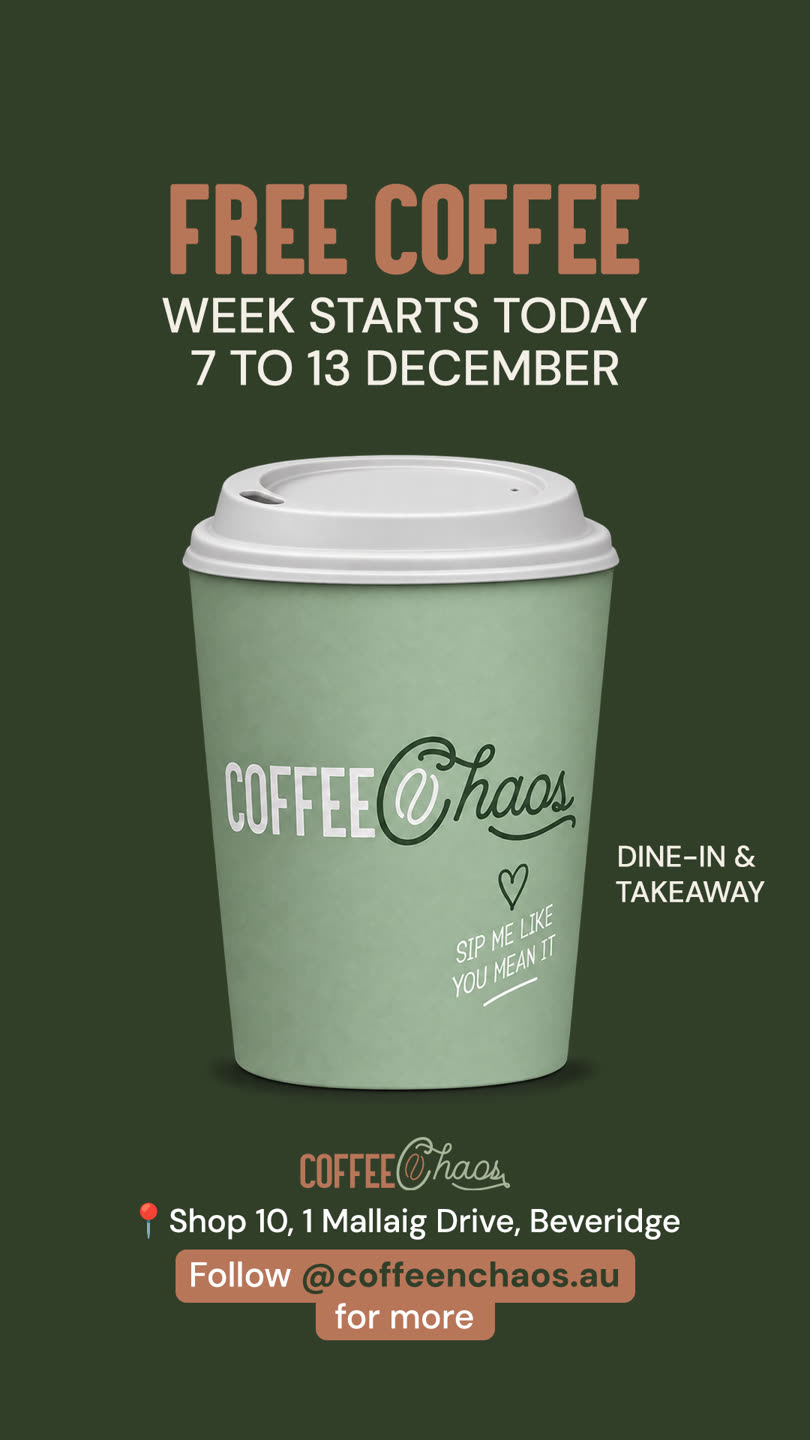 FREE COFFEE
WEEK STARTS TODAY
7 TO 13 DECEMBER
COFFEE N Chaos
DINE-IN &
TAKEAWAY
SIP ME LIKE
YOU MEAN IT
COFFEE N Chaos
📍Shop 10, 1 Mallaig Drive, Beveridge
Follow @coffeenchaos.au
for more